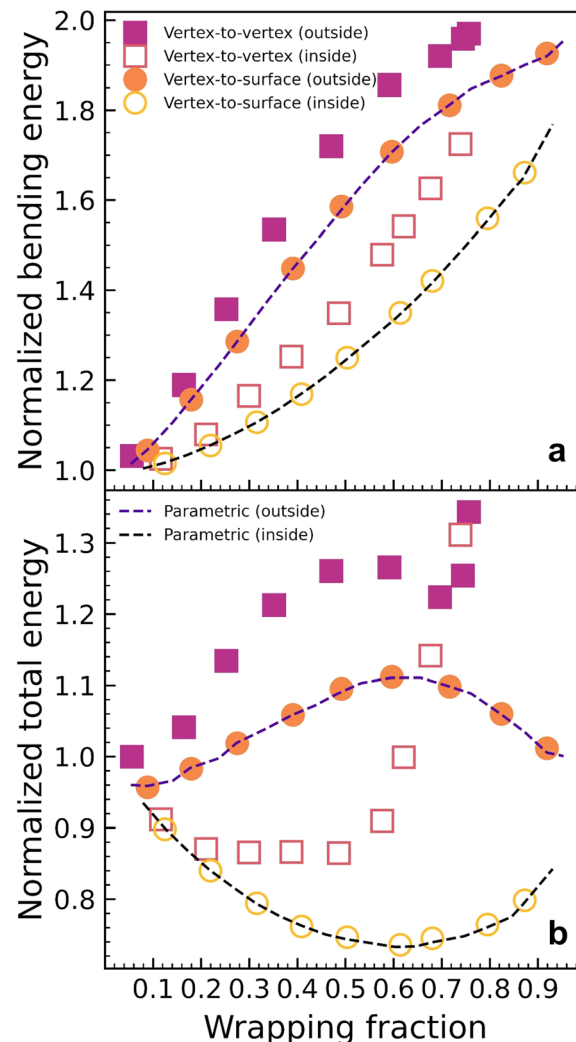 2.0
1.8
1.6
1.4
1.2
1.0
Normalized bending energy
Vertex-to-vertex (outside)
Vertex-to-vertex (inside)
Vertex-to-surface (outside)
Vertex-to-surface (inside)
a
1.3
1.2
1.1
1.0
0.9
0.8
Normalized total energy
Parametric (outside)
Parametric (inside)
b
0.1 0.2 0.3 0.4 0.5 0.6 0.7 0.8 0.9
Wrapping fraction